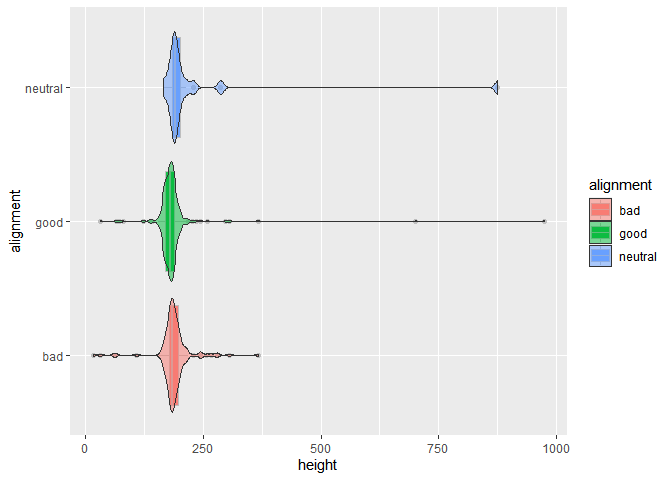 neutral
good
bad
alignment
0
250
500
750
1000
height
alignment
bad
good
neutral